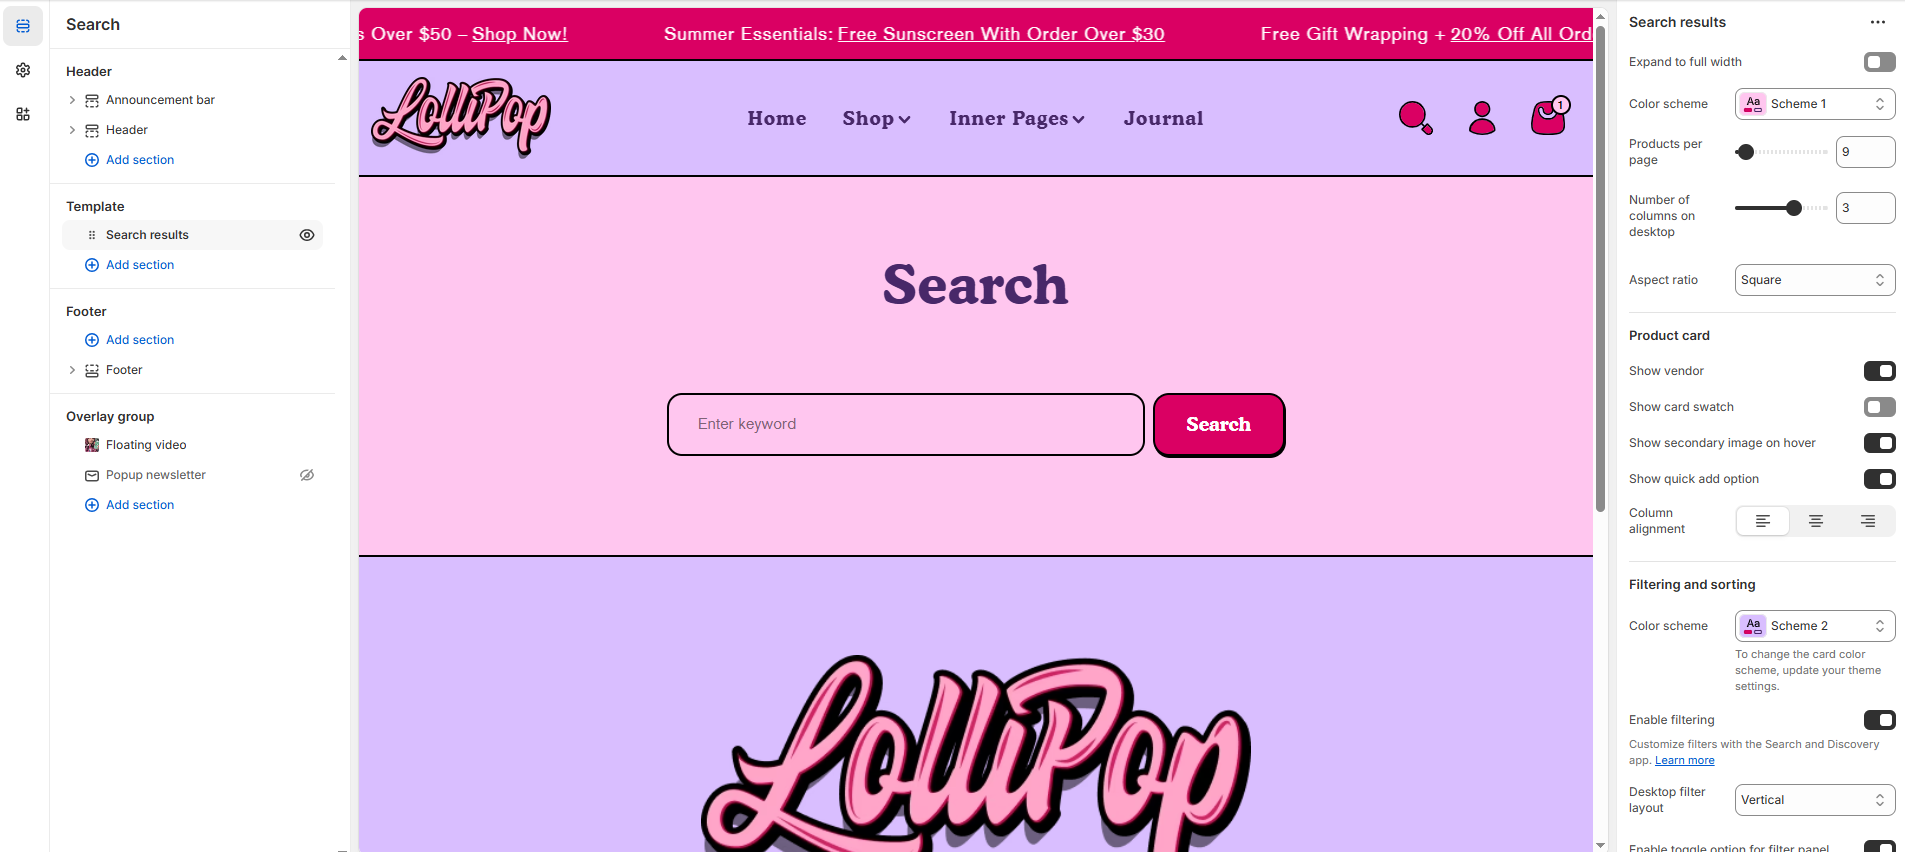 Search
Header
Announcement bar
Header
Add section
Template
Search results
Add section
Footer
Add section
Footer
Overlay group
Floating video
Popup newsletter
Add section
s Over $50 – Shop Now!
Summer Essentials: Free Sunscreen With Order Over $30
Free Gift Wrapping + 20% Off All Ord
LolliPop
Home
Shop
Inner Pages
Journal
1
Search
Enter keyword
Search
LolliPop
Search results
Expand to full width
Color scheme
Aa
Scheme 1
Products per
page
9
Number of
columns on
desktop
3
Aspect ratio
Square
Product card
Show vendor
Show card swatch
Show secondary image on hover
Show quick add option
Column
alignment
Filtering and sorting
Color scheme
Aa
Scheme 2
To change the card color
scheme, update your theme
settings.
Enable filtering
Customize filters with the Search and Discovery
app. Learn more
Desktop filter
layout
Vertical
Enable toggle option for filter panel